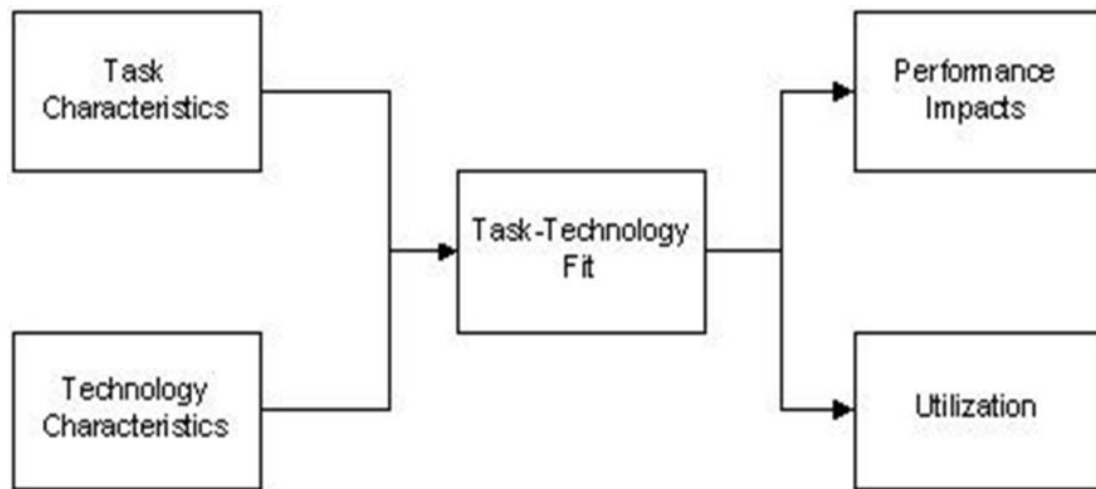 Task
Characteristics
Technology
Characteristics
Task-Technology
Fit
Performance
Impacts
Utilization